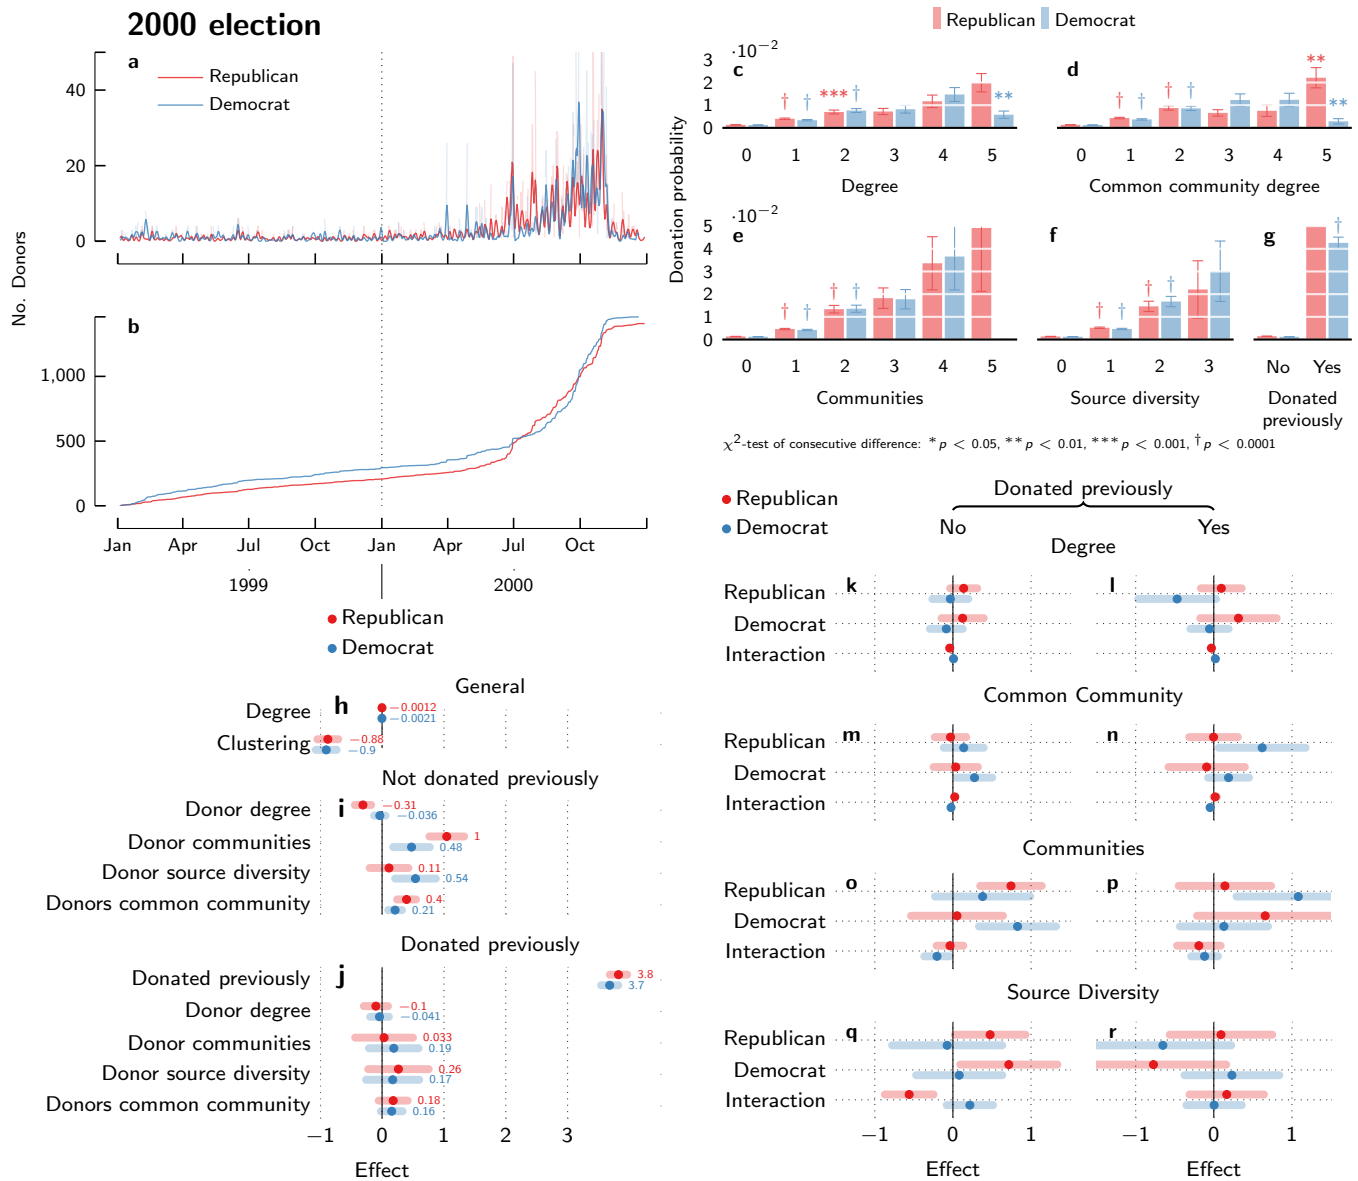 2000 election
a
Republican
Democrat
40
20
0
No. Donors
b
1,000
500
0
Jan Apr Jul Oct Jan Apr Jul Oct
1999 2000
Republican
Democrat
h
General
Degree
−0.0012
−0.0021
Clustering
−0.88
−0.9
Not donated previously
i
Donor degree
−0.31
−0.036
Donor communities
1
0.48
Donor source diversity
0.11
0.54
Donors common community
0.4
0.21
Donated previously
j
Donated previously
3.8
3.7
Donor degree
−0.1
−0.041
Donor communities
0.033
0.19
Donor source diversity
0.26
0.17
Donors common community
0.18
0.16
−1 0 1 2 3
Effect
Republican Democrat
Donation probability
·10−2
c
3
2
1
0
† † *** † **
0 1 2 3 4 5
Degree
d
† † † † ** **
0 1 2 3 4 5
Common community degree
·10−2
e
5
4
3
2
1
0
† † † †
0 1 2 3 4 5
Communities
f
† † † †
0 1 2 3
Source diversity
g
†
No Yes
Donated
previously
χ2-test of consecutive difference: *p < 0.05, **p < 0.01, ***p < 0.001, †p < 0.0001
Republican
Democrat
Donated previously
No Yes
Degree
k l
Republican
Democrat
Interaction
Common Community
m n
Republican
Democrat
Interaction
Communities
o p
Republican
Democrat
Interaction
Source Diversity
q r
Republican
Democrat
Interaction
−1 0 1 −1 0 1
Effect Effect